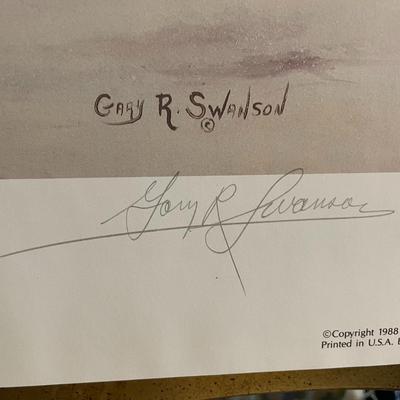 GARY R. SWANSON ©
Gary R Swanson
©Copyright 1988
Printed in U.S.A.